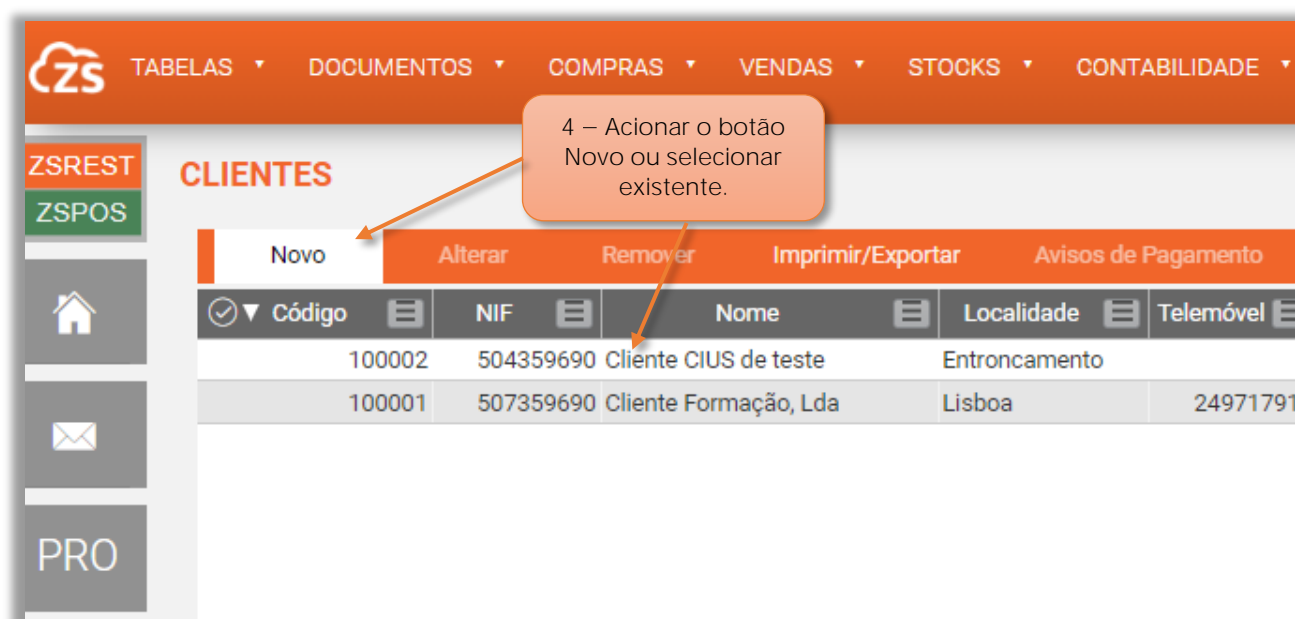 ZS TABELAS DOCUMENTOS COMPRAS VENDAS STOCKS CONTABILIDADE
4 – Acionar o botão
Novo ou selecionar
existente.
ZSREST
ZSPOS
CLIENTES
Novo Alterar Remover Imprimir/Exportar Avisos de Pagamento
Código NIF Nome Localidade Telemóvel
100002 504359690 Cliente CIUS de teste Entroncamento
100001 507359690 Cliente Formação, Lda Lisboa 24971791
PRO